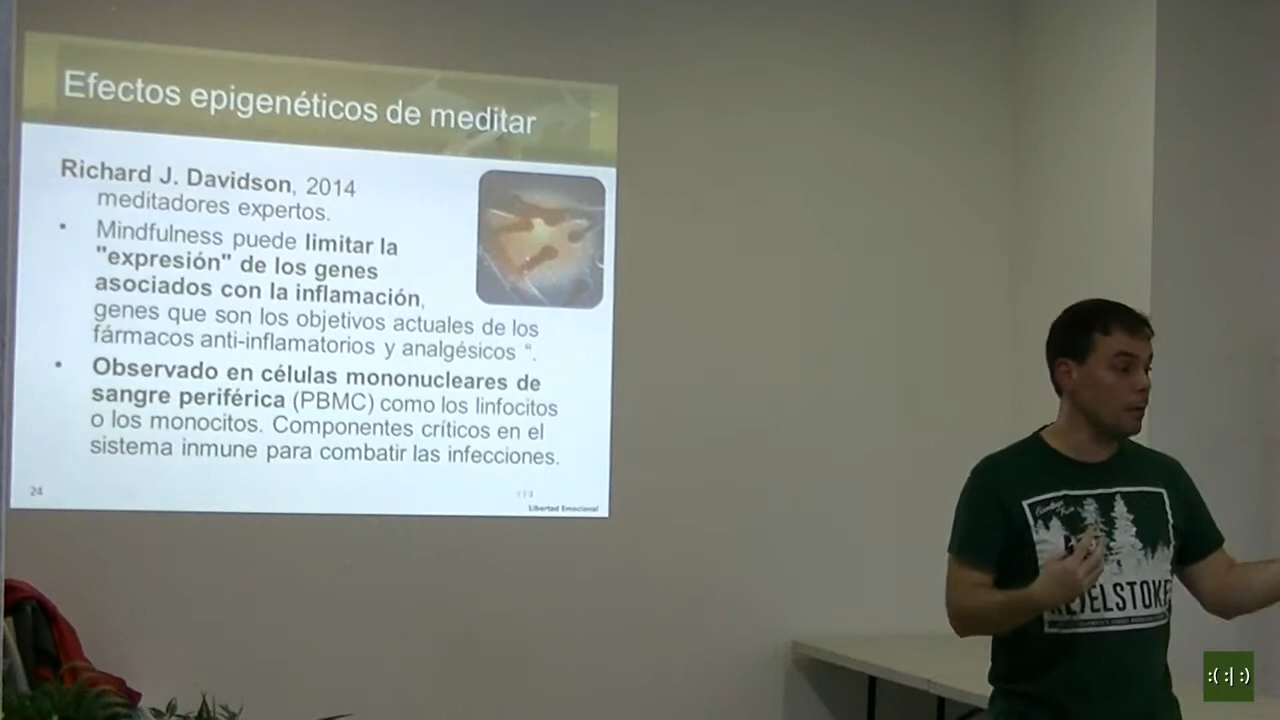 Efectos epigenéticos de meditar
Richard J. Davidson, 2014
meditadores expertos.
• Mindfulness puede limitar la
"expresión" de los genes
asociados con la inflamación,
genes que son los objetivos actuales de los
fármacos anti-inflamatorios y analgésicos “.
• Observado en células mononucleares de
sangre periférica (PBMC) como los linfocitos
o los monocitos. Componentes críticos en el
sistema inmune para combatir las infecciones.
24
Libertad Emocional
:( :| :)